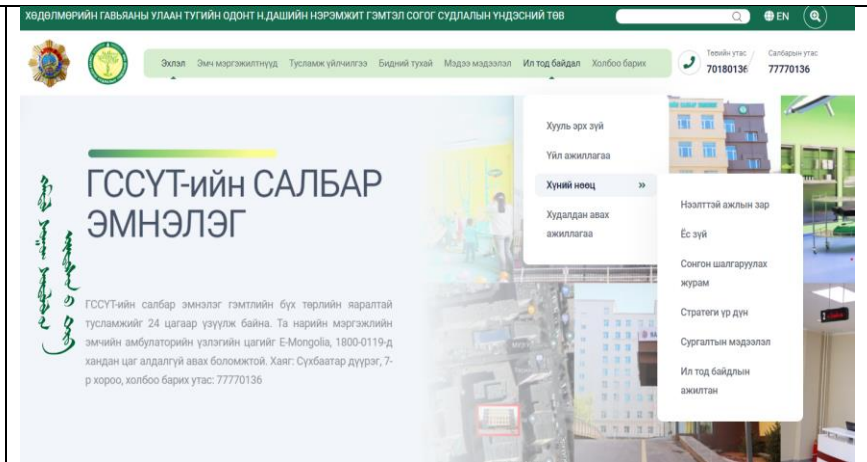 ХӨДӨЛМӨРИЙН ГАВЬЯАНЫ УЛААН ТУГИЙН ОДОНТ Н.ДАШИЙН НЭРЭМЖИТ ГЭМТЭЛ СОГОГ СУДЛАЛЫН ҮНДЭСНИЙ ТӨВ
EN
Эхлэл Эмч мэргэжилтнүүд Тусламж үйлчилгээ Бидний тухай Мэдээ мэдээлэл Ил тод байдал Холбоо барих
Төвийн утас
70180136
Салбарын утас
77770136
Хууль эрх зүй
Үйл ажиллагаа
Хүний нөөц »
Худалдан авах
ажиллагаа
Нээлттэй ажлын зар
Ёс зүй
Сонгон шалгаруулах
журам
Стратеги үр дүн
Сургалтын мэдээлэл
Ил тод байдлын
ажилтан
ГССҮТ-ийн САЛБАР
ЭМНЭЛЭГ
ГССҮТ-ийн салбар эмнэлэг гэмтлийн бүх төрлийн яаралтай
тусламжийг 24 цагаар үзүүлж байна. Та нарийн мэргэжлийн
эмчийн амбулаторийн үзлэгийн цагийг E-Mongolia, 1800-0119-д
хандан цаг алдалгүй авах боломжтой. Хаяг: Сүхбаатар дүүрэг, 7-
р хороо, холбоо барих утас: 77770136